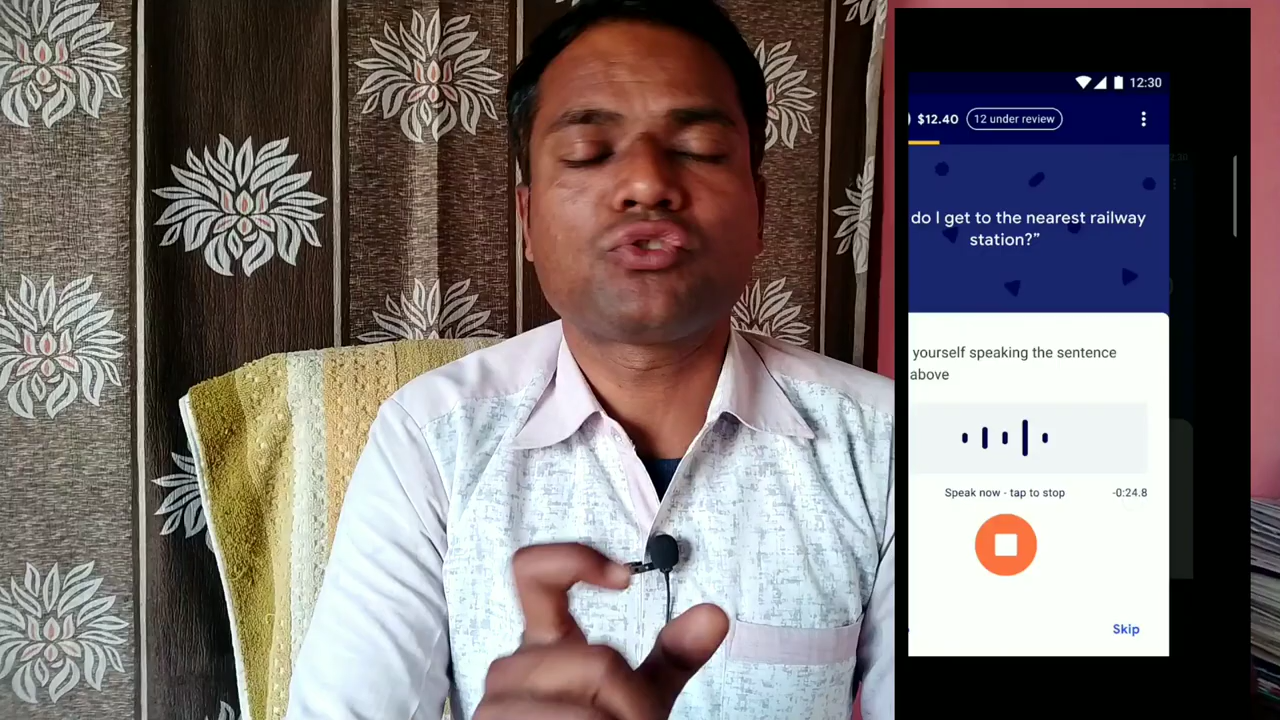 12:30
$12.40 12 under review
do I get to the nearest railway
station?”
yourself speaking the sentence
above
Speak now - tap to stop -0:24.8
Skip